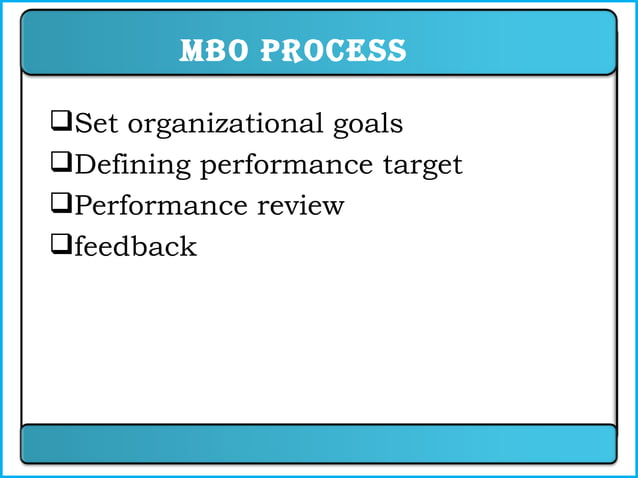 MBO PROCESS
❑Set organizational goals
❑Defining performance target
❑Performance review
❑feedback